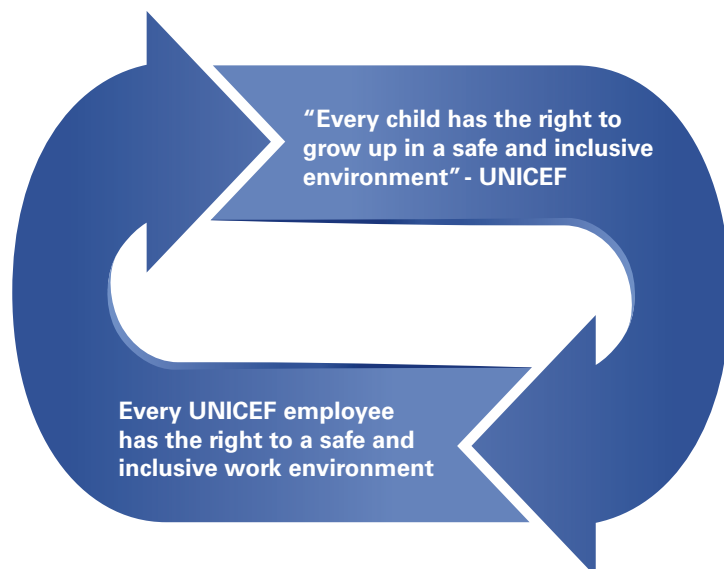 “Every child has the right to
grow up in a safe and inclusive
environment” - UNICEF
Every UNICEF employee
has the right to a safe and
inclusive work environment